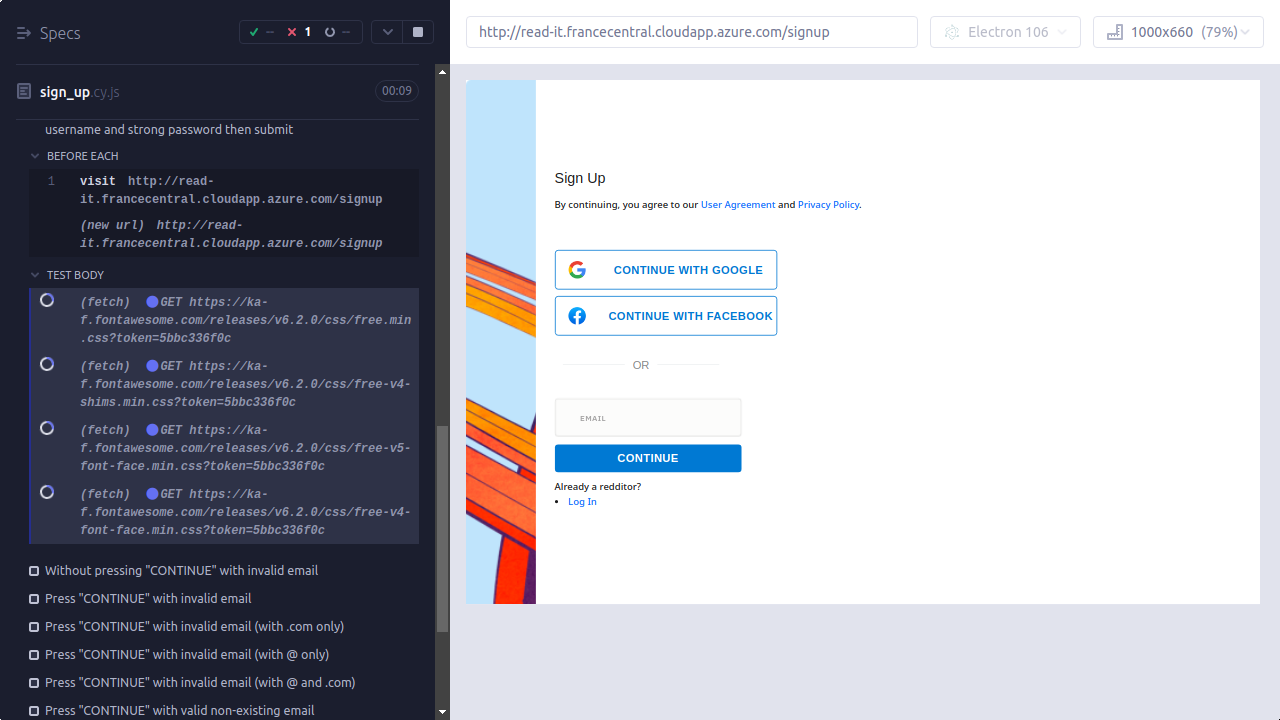 Specs
-- 1 --
sign_up.cy.js 00:09
username and strong password then submit
BEFORE EACH
1 visit http://read-
it.francecentral.cloudapp.azure.com/signup
(new url) http://read-
it.francecentral.cloudapp.azure.com/signup
TEST BODY
(fetch) GET https://ka-
f.fontawesome.com/releases/v6.2.0/css/free.min
.css?token=5bbc336f0c
(fetch) GET https://ka-
f.fontawesome.com/releases/v6.2.0/css/free-v4-
shims.min.css?token=5bbc336f0c
(fetch) GET https://ka-
f.fontawesome.com/releases/v6.2.0/css/free-v5-
font-face.min.css?token=5bbc336f0c
(fetch) GET https://ka-
f.fontawesome.com/releases/v6.2.0/css/free-v4-
font-face.min.css?token=5bbc336f0c
Without pressing "CONTINUE" with invalid email
Press "CONTINUE" with invalid email
Press "CONTINUE" with invalid email (with .com only)
Press "CONTINUE" with invalid email (with @ only)
Press "CONTINUE" with invalid email (with @ and .com)
Press "CONTINUE" with valid non-existing email
http://read-it.francecentral.cloudapp.azure.com/signup
Electron 106
1000x660 (79%)
Sign Up
By continuing, you agree to our User Agreement and Privacy Policy.
CONTINUE WITH GOOGLE
CONTINUE WITH FACEBOOK
OR
EMAIL
CONTINUE
Already a redditor?
Log In